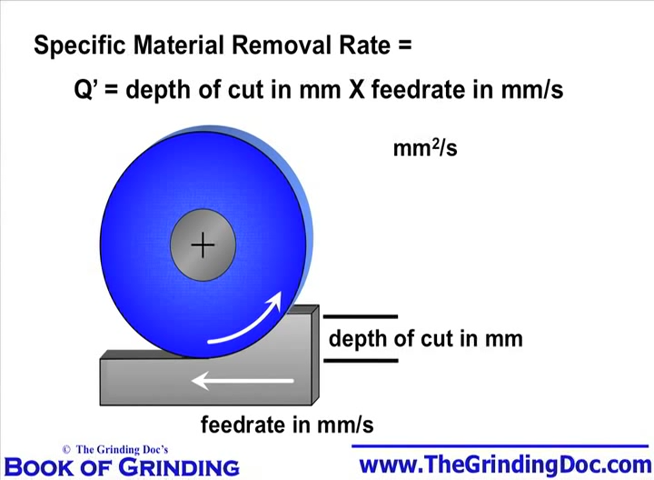 Specific Material Removal Rate =
Q’ = depth of cut in mm X feedrate in mm/s
mm²/s
depth of cut in mm
feedrate in mm/s
© The Grinding Doc’s
BOOK OF GRINDING
www.TheGrindingDoc.com